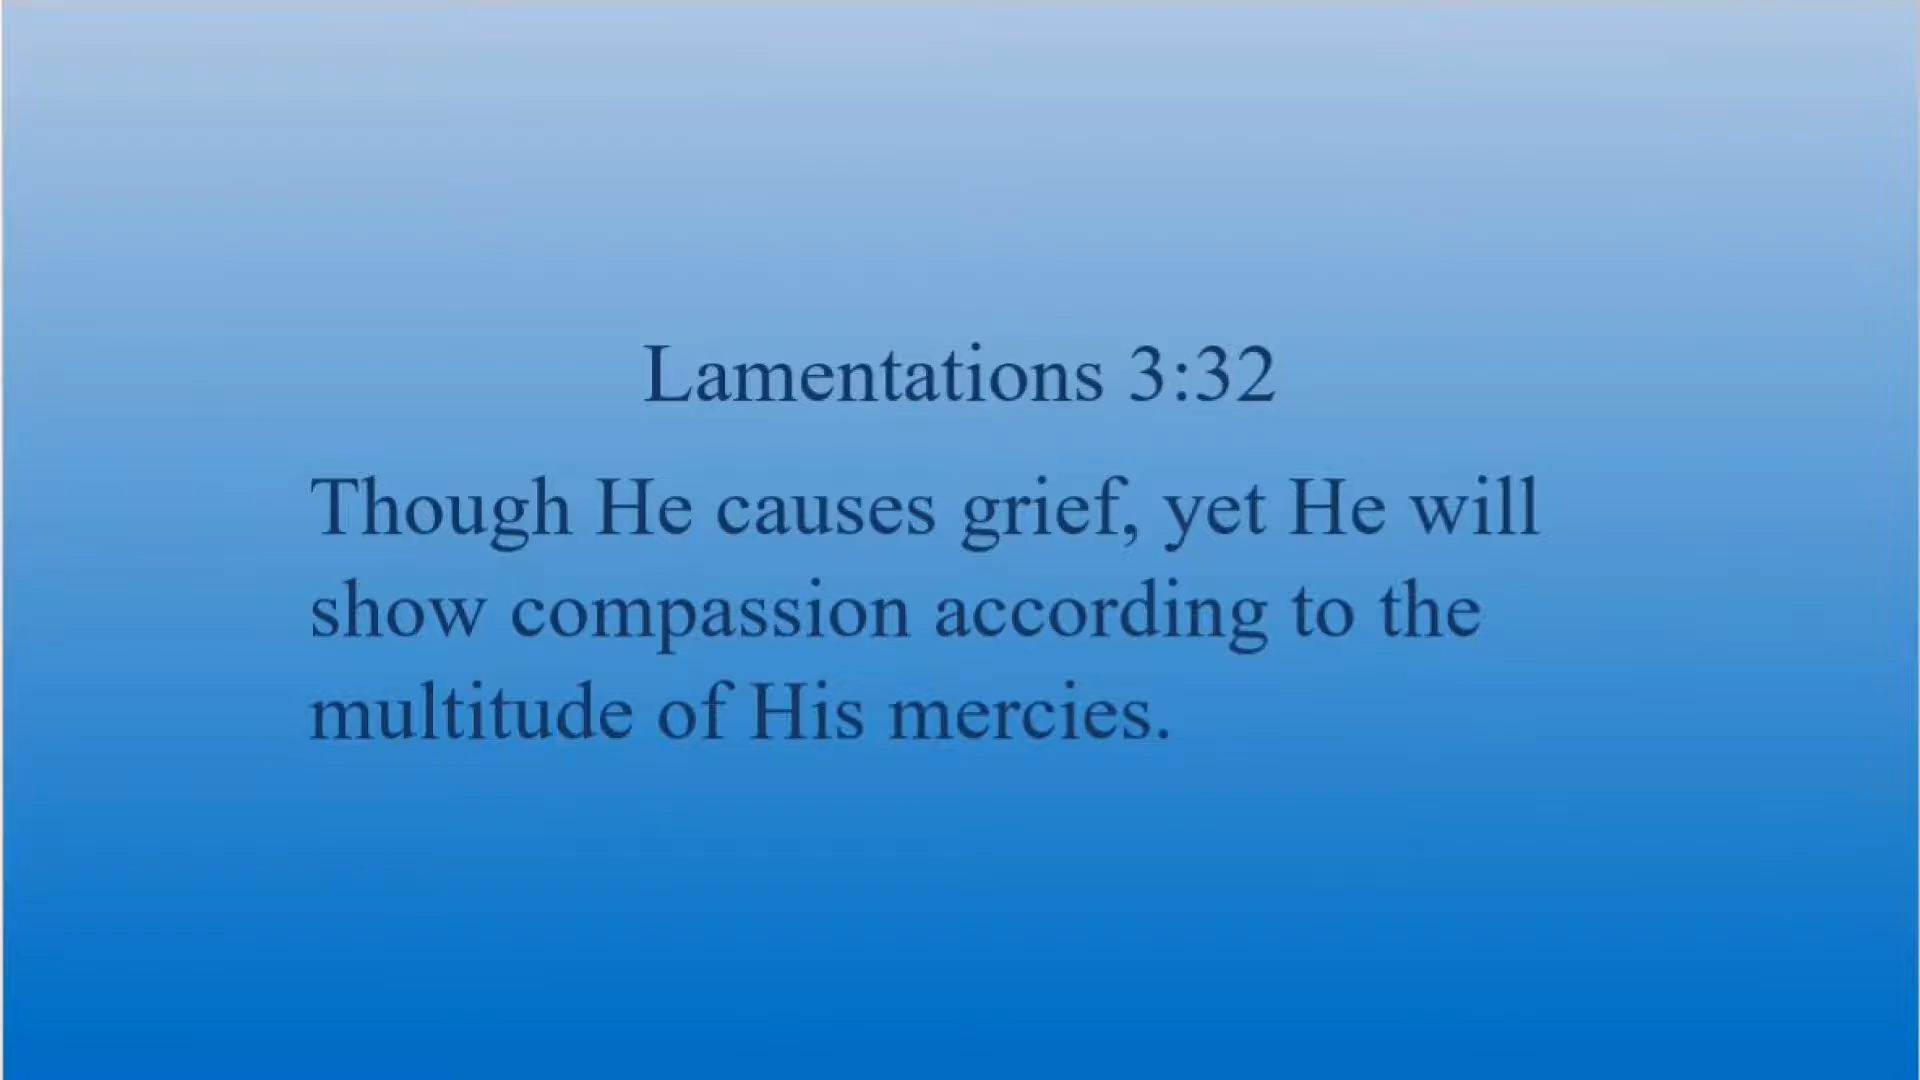 Lamentations 3:32
Though He causes grief, yet He will
show compassion according to the
multitude of His mercies.